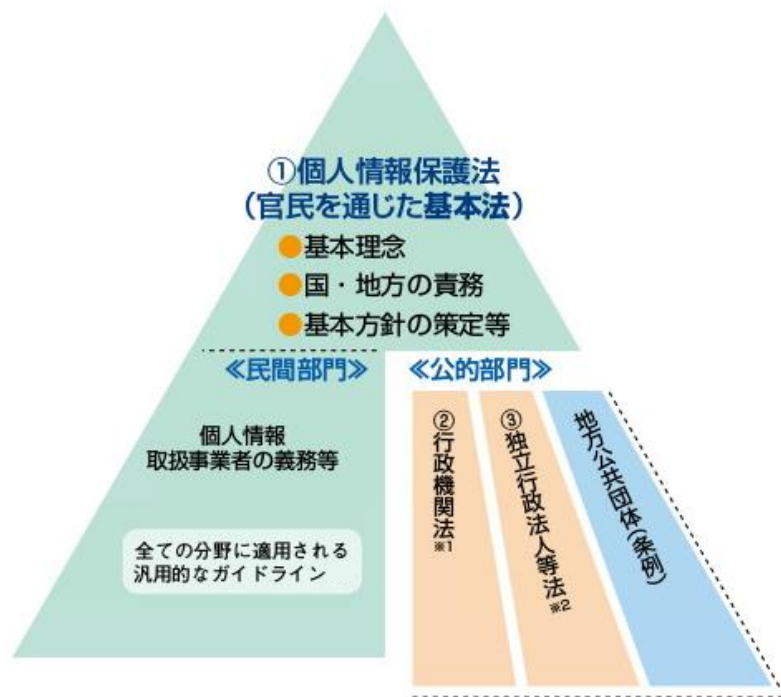 ①個人情報保護法
（官民を通じた基本法）
●基本理念
●国・地方の責務
●基本方針の策定等
≪民間部門≫
≪公的部門≫
個人情報
取扱事業者の義務等
全ての分野に適用される
汎用的なガイドライン
②行政機関法※1
③独立行政法人等法※2
地方公共団体（条例）